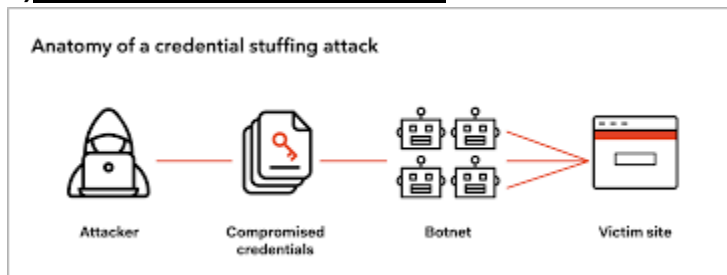 Anatomy of a credential stuffing attack
Attacker
Compromised
credentials
Botnet
Victim site